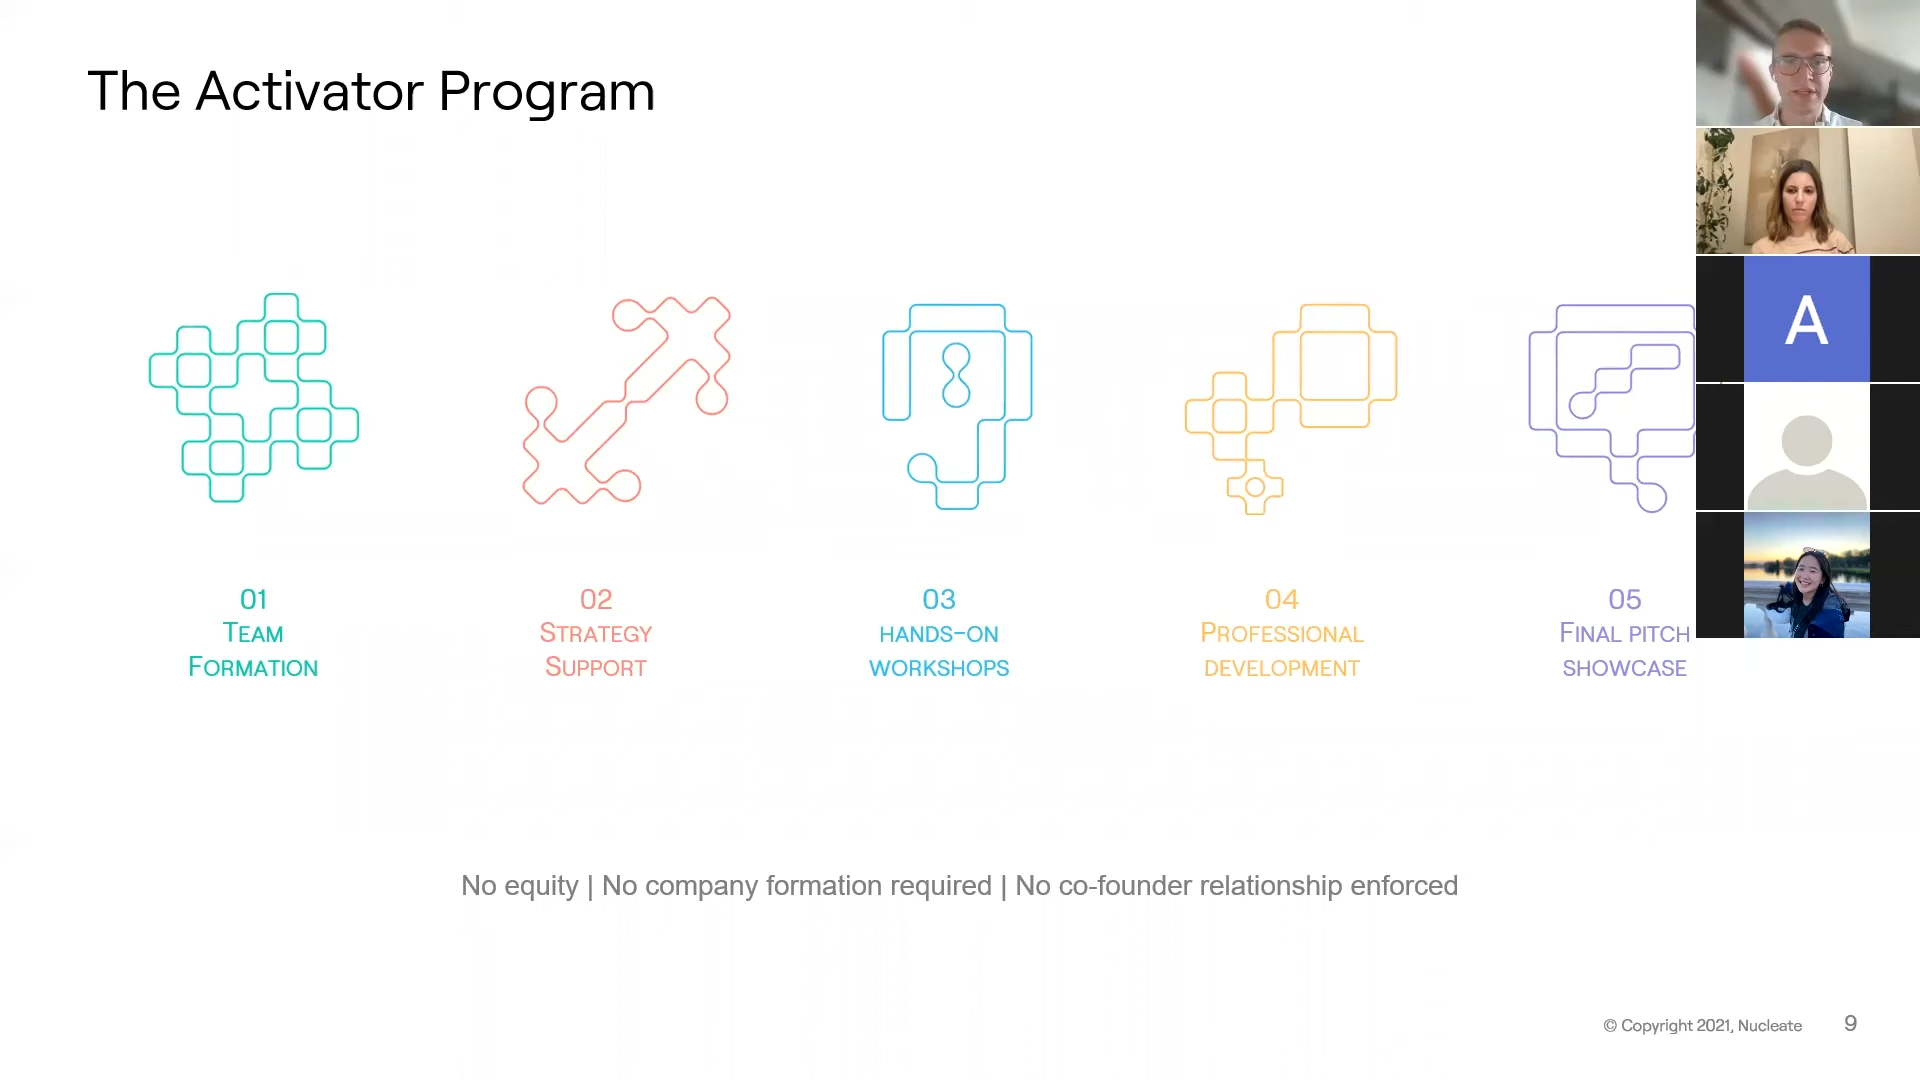 The Activator Program
A
01
Team
Formation
02
Strategy
Support
03
hands-on
workshops
04
Professional
development
05
Final pitch
showcase
No equity | No company formation required | No co-founder relationship enforced
© Copyright 2021, Nucleate 9